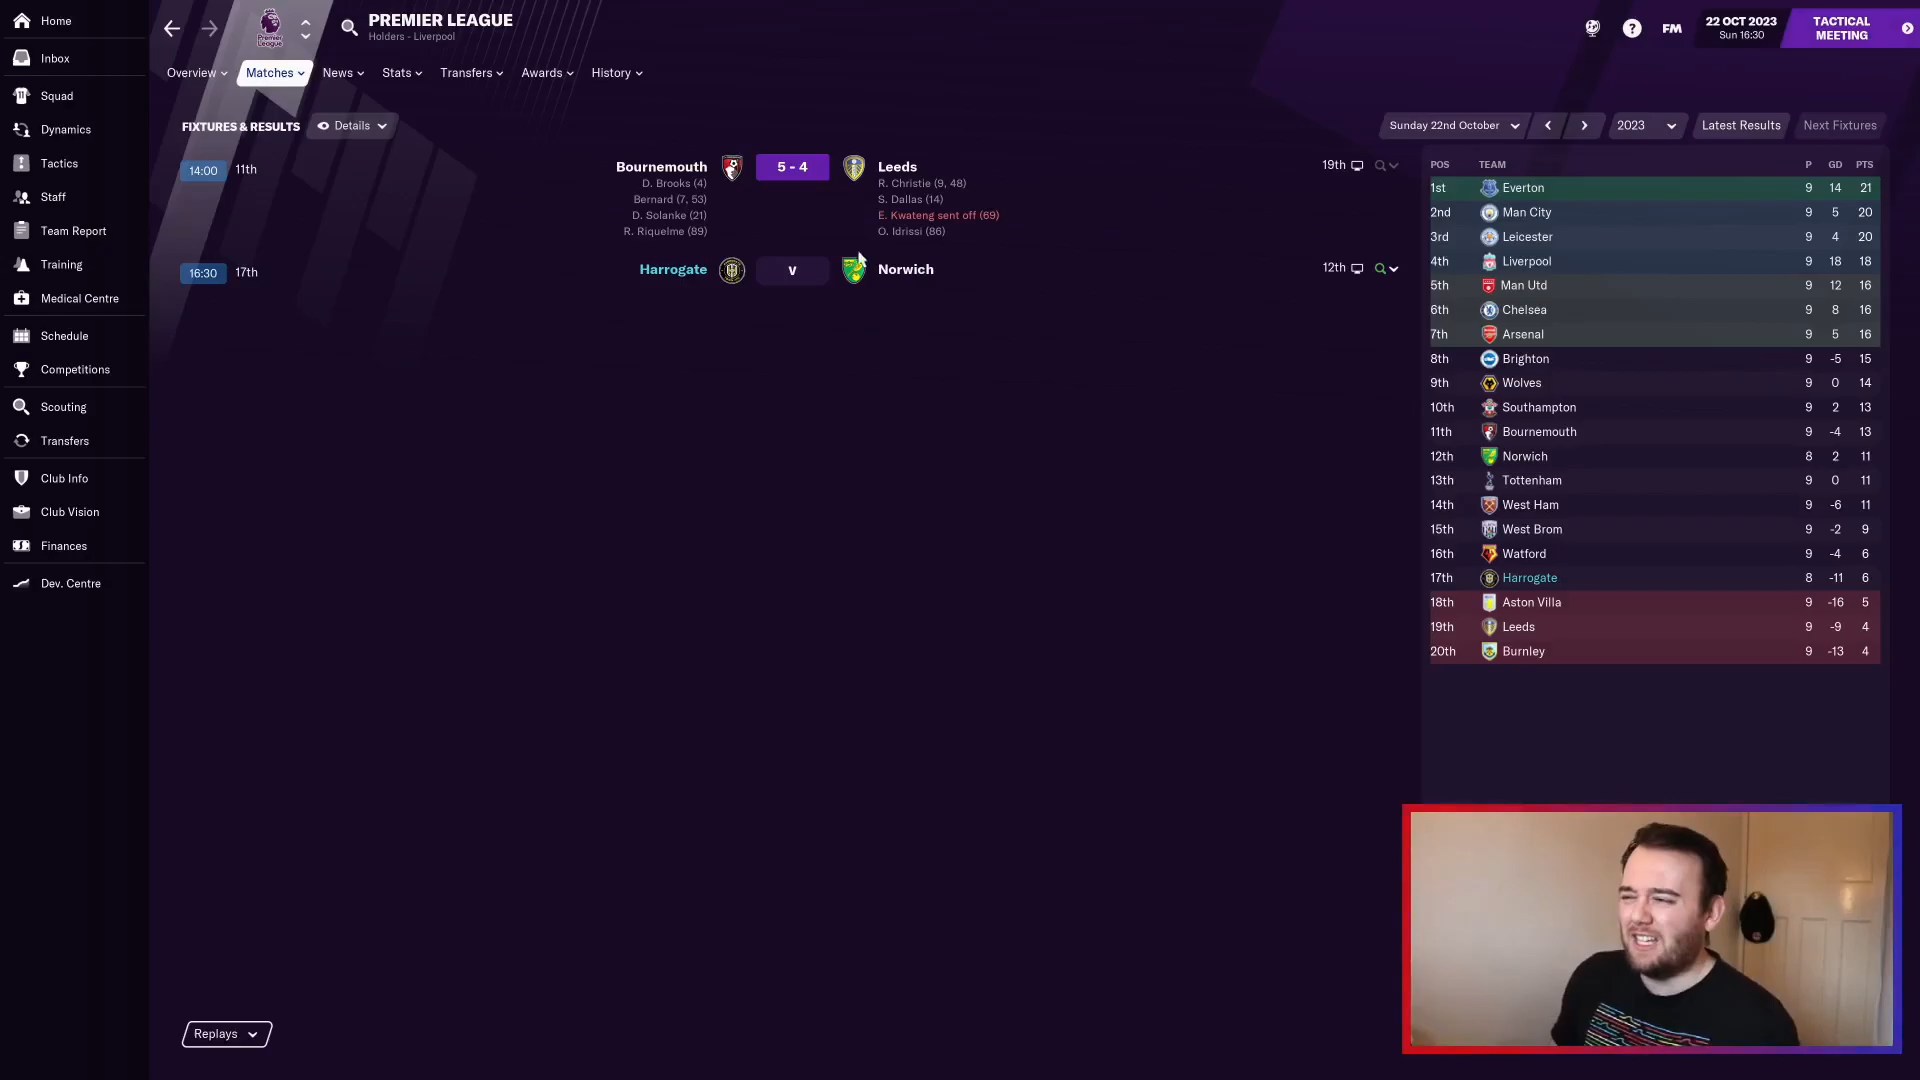 Home
Inbox
Squad
Dynamics
Tactics
Staff
Team Report
Training
Medical Centre
Schedule
Competitions
Scouting
Transfers
Club Info
Club Vision
Finances
Dev. Centre
PREMIER LEAGUE
Holders - Liverpool
FM
22 OCT 2023
Sun 16:30
TACTICAL
MEETING
Overview Matches News Stats Transfers Awards History
FIXTURES & RESULTS Details
Sunday 22nd October 2023 Latest Results Next Fixtures
14:00 11th Bournemouth 5 - 4 Leeds 19th
D. Brooks (4) R. Christie (9, 48)
Bernard (7, 53) S. Dallas (14)
D. Solanke (21) E. Kwateng sent off (69)
R. Riquelme (89) O. Idrissi (86)
16:30 17th Harrogate v Norwich 12th
POS TEAM P GD PTS
1st Everton 9 14 21
2nd Man City 9 5 20
3rd Leicester 9 4 20
4th Liverpool 9 18 18
5th Man Utd 9 12 16
6th Chelsea 9 8 16
7th Arsenal 9 5 16
8th Brighton 9 -5 15
9th Wolves 9 0 14
10th Southampton 9 2 13
11th Bournemouth 9 -4 13
12th Norwich 8 2 11
13th Tottenham 9 0 11
14th West Ham 9 -6 11
15th West Brom 9 -2 9
16th Watford 9 -4 6
17th Harrogate 8 -11 6
18th Aston Villa 9 -16 5
19th Leeds 9 -9 4
20th Burnley 9 -13 4
Replays